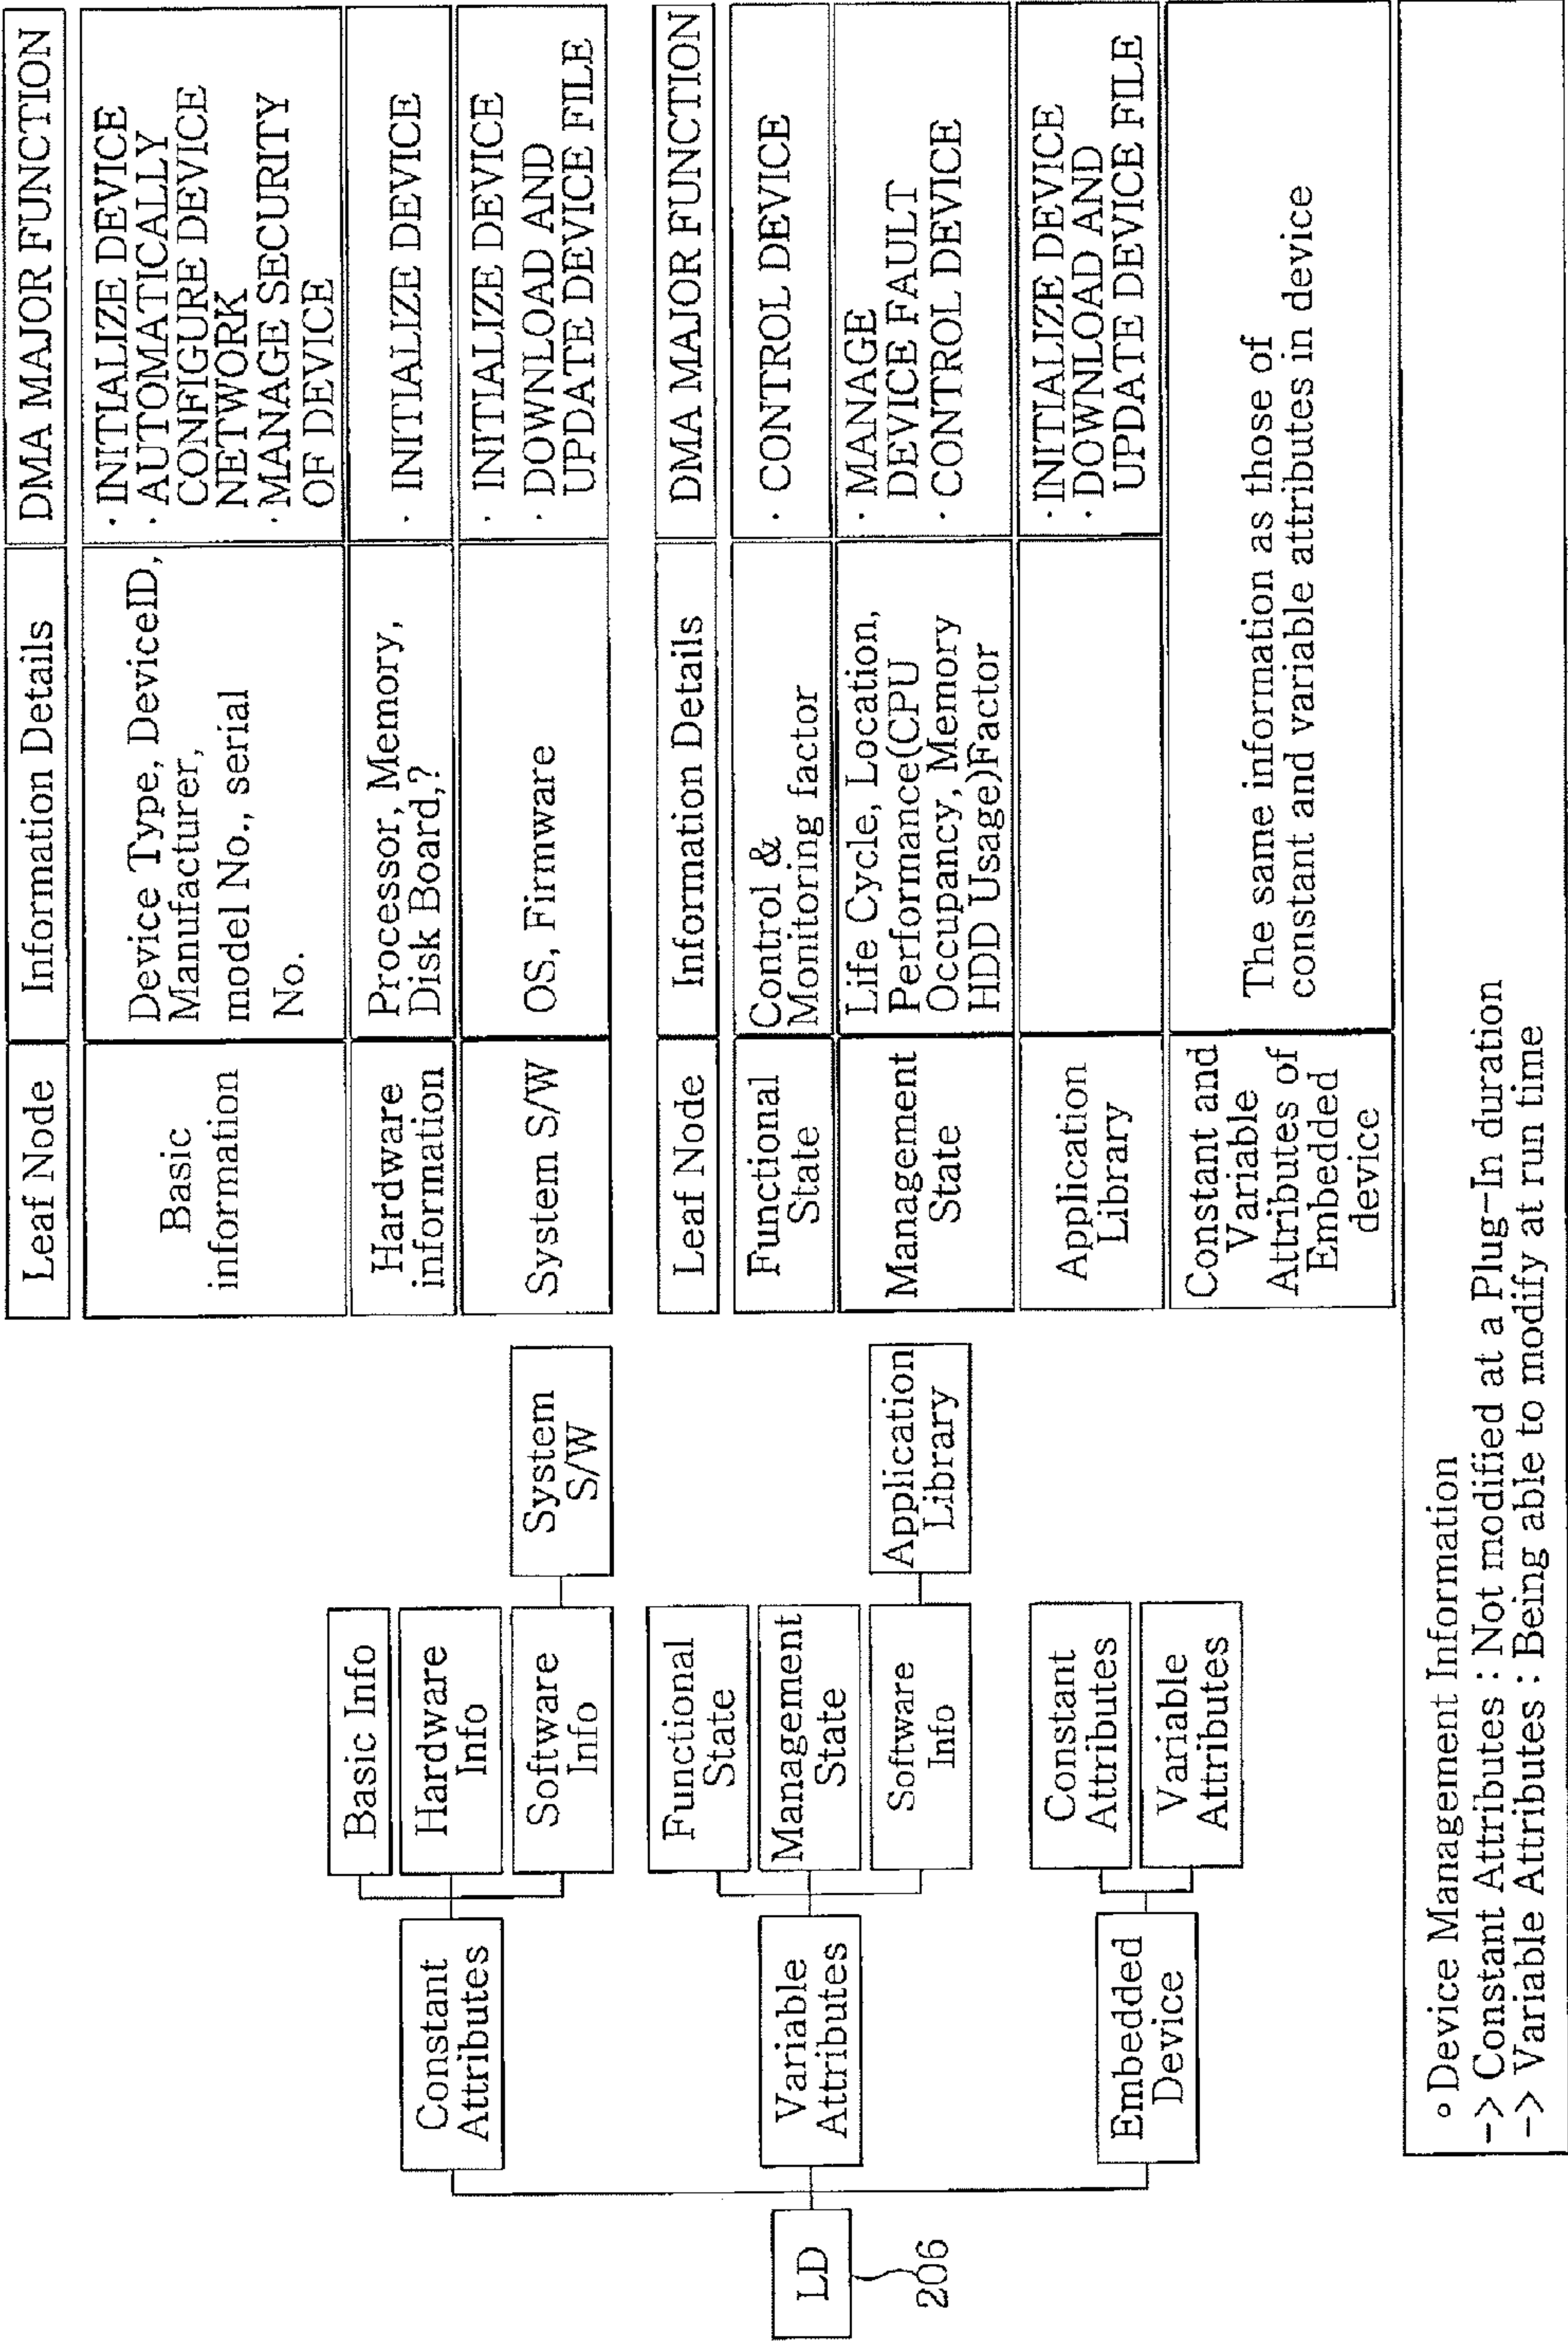 LD
206
Constant
Attributes
Variable
Attributes
Embedded
Device
Basic Info
Hardware
Info
Software
Info
System
S/W
Functional
State
Management
State
Software
Info
Application
Library
Constant
Attributes
Variable
Attributes
Leaf Node
Information Details
DMA MAJOR FUNCTION
Basic
information
Device Type, DeviceID,
Manufacturer,
model No., serial
No.
· INITIALIZE DEVICE
· AUTOMATICALLY
CONFIGURE DEVICE
NETWORK
· MANAGE SECURITY
OF DEVICE
Hardware
information
Processor, Memory,
Disk Board,?
· INITIALIZE DEVICE
System S/W
OS, Firmware
· INITIALIZE DEVICE
· DOWNLOAD AND
UPDATE DEVICE FILE
Leaf Node
Information Details
DMA MAJOR FUNCTION
Functional
State
Control &
Monitoring factor
· CONTROL DEVICE
Management
State
Life Cycle, Location,
Performance(CPU
Occupancy, Memory
HDD Usage)Factor
· MANAGE
DEVICE FAULT
· CONTROL DEVICE
Application
Library
· INITIALIZE DEVICE
· DOWNLOAD AND
UPDATE DEVICE FILE
Constant and
Variable
Attributes of
Embedded
device
The same information as those of
constant and variable attributes in device
∘ Device Management Information
-> Constant Attributes : Not modified at a Plug-In duration
-> Variable Attributes : Being able to modify at run time